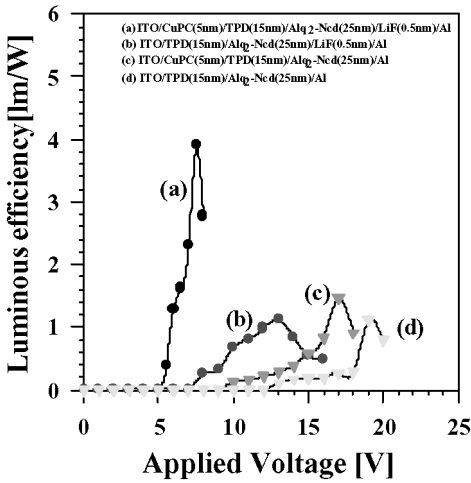 (a) ITO/CuPC(5nm)/TPD(15nm)/Alq2-Ncd(25nm)/LiF(0.5nm)/Al
(b) ITO/TPD(15nm)/Alq2-Ncd(25nm)/LiF(0.5nm)/Al
(c) ITO/CuPC(5nm)/TPD(15nm)/Alq2-Ncd(25nm)/Al
(d) ITO/TPD(15nm)/Alq2-Ncd(25nm)/Al
Luminous efficiency[lm/W]
6
5
4
3
2
1
0
(a)
(b)
(c)
(d)
0 5 10 15 20 25
Applied Voltage [V]